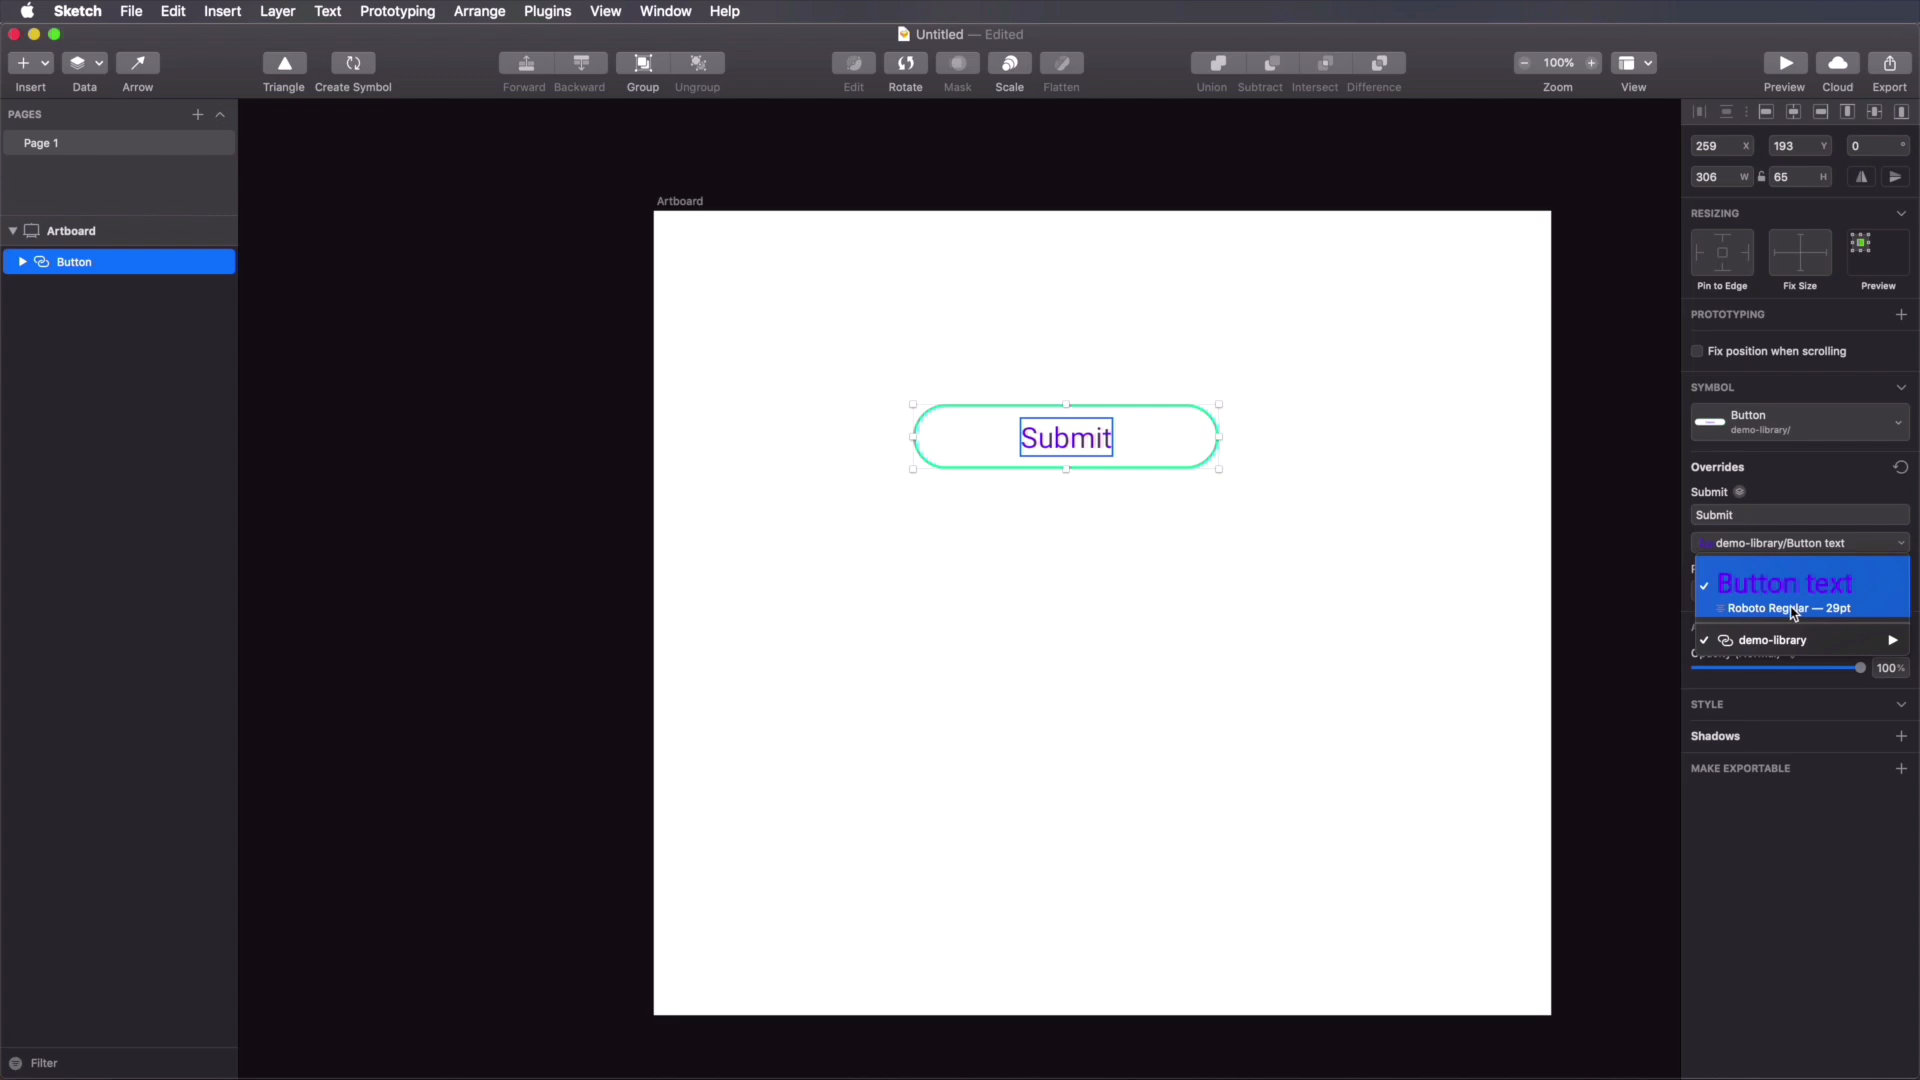 Sketch File Edit Insert Layer Text Prototyping Arrange Plugins View Window Help
Untitled — Edited
100%
Insert Data Arrow Triangle Create Symbol Forward Backward Group Ungroup Edit Rotate Mask Scale Flatten Union Subtract Intersect Difference Zoom View Preview Cloud Export
PAGES
Page 1
Artboard
Button
Filter
Artboard
Submit
259 X 193 Y 0 °
306 W 65 H
RESIZING
Pin to Edge Fix Size Preview
PROTOTYPING
Fix position when scrolling
SYMBOL
Button
demo-library/
Overrides
Submit
Submit
demo-library/Button text
Button text
Roboto Regular — 29pt
demo-library
100%
STYLE
Shadows
MAKE EXPORTABLE